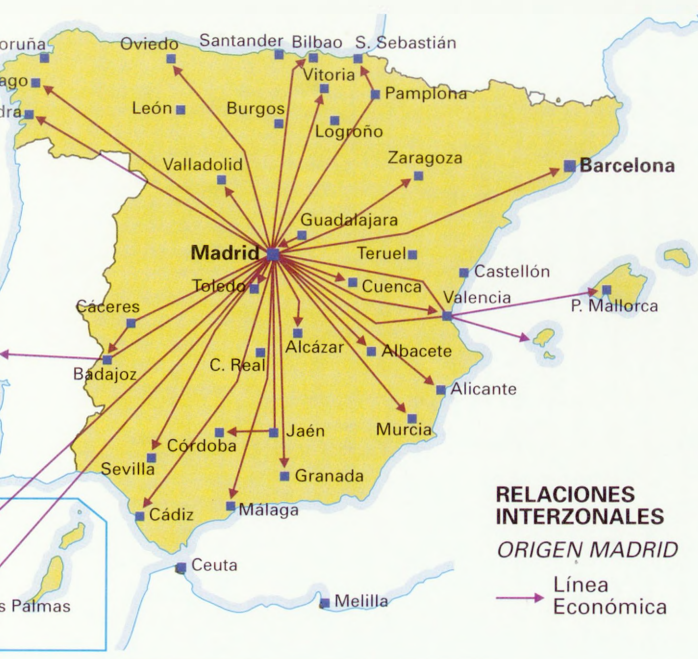 oruña
Oviedo
Santander
Bilbao
S. Sebastián
ago
Vitoria
Pamplona
dra
León
Burgos
Logroño
Valladolid
Zaragoza
Barcelona
Guadalajara
Madrid
Teruel
Toledo
Cuenca
Castellón
Valencia
P. Mallorca
Cáceres
Alcázar
Albacete
C. Real
Badajoz
Alicante
Córdoba
Jaén
Murcia
Sevilla
Granada
Cádiz
Málaga
RELACIONES
INTERZONALES
ORIGEN MADRID
Línea
Económica
Ceuta
s Palmas
Melilla